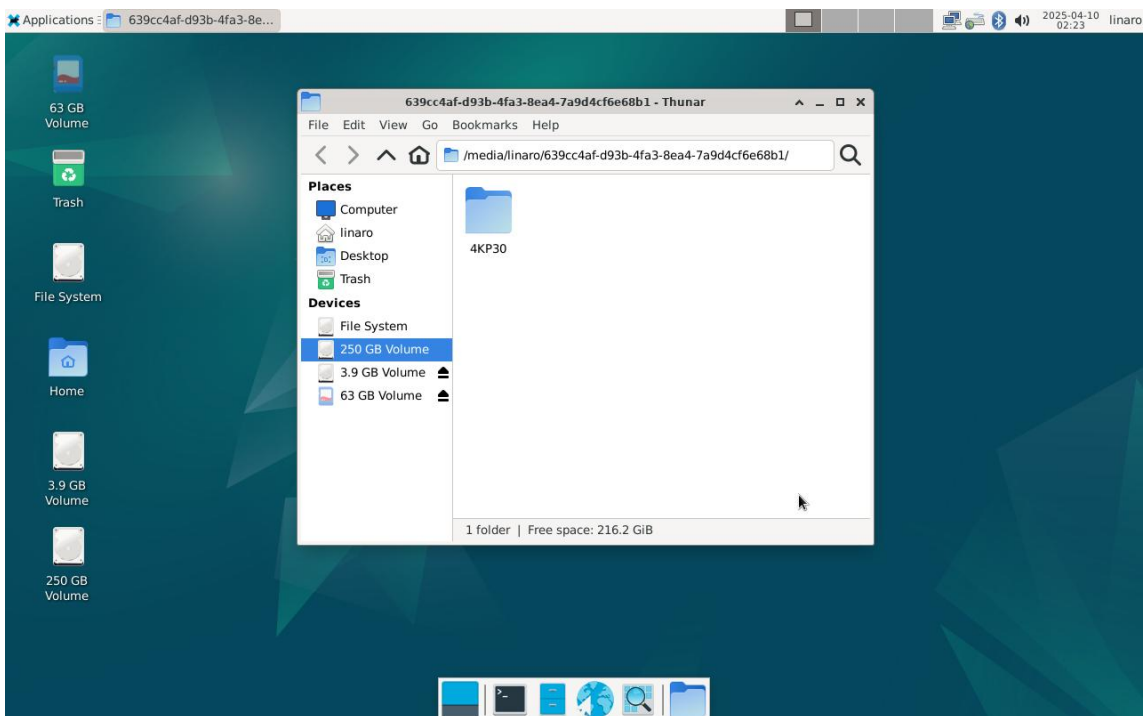 Applications
639cc4af-d93b-4fa3-8e...
2025-04-10
02:23
linaro
63 GB
Volume
Trash
File System
Home
3.9 GB
Volume
250 GB
Volume
639cc4af-d93b-4fa3-8ea4-7a9d4cf6e68b1 - Thunar
File Edit View Go Bookmarks Help
/media/linaro/639cc4af-d93b-4fa3-8ea4-7a9d4cf6e68b1/
Places
Computer
linaro
Desktop
Trash
Devices
File System
250 GB Volume
3.9 GB Volume
63 GB Volume
4KP30
1 folder | Free space: 216.2 GiB